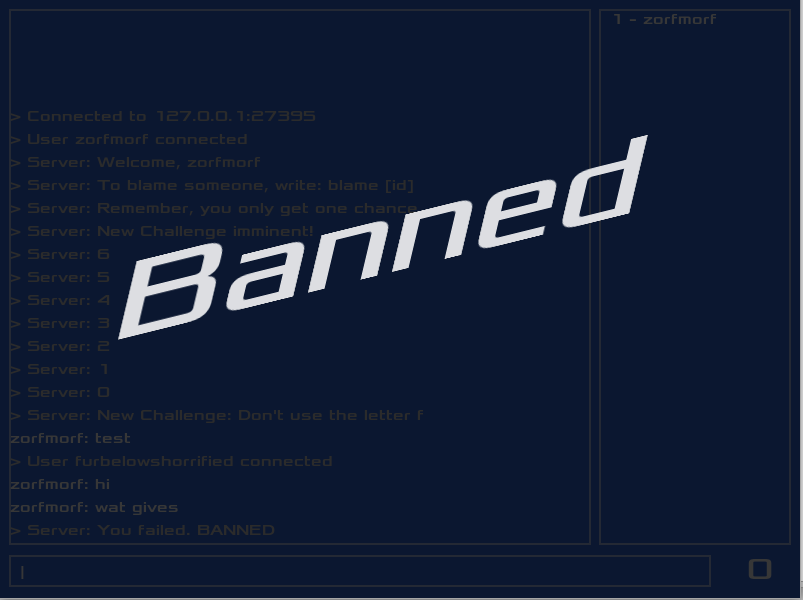 1 - zorfmorf
> Connected to 127.0.0.1:27395
> User zorfmorf connected
> Server: Welcome, zorfmorf
> Server: To blame someone, write: blame [id]
> Server: Remember, you only get one chance
> Server: New Challenge imminent!
> Server: 6
> Server: 5
> Server: 4
> Server: 3
> Server: 2
> Server: 1
> Server: 0
> Server: New Challenge: Don't use the letter f
zorfmorf: test
> User furbelowshorrified connected
zorfmorf: hi
zorfmorf: wat gives
> Server: You failed. BANNED
Banned
0